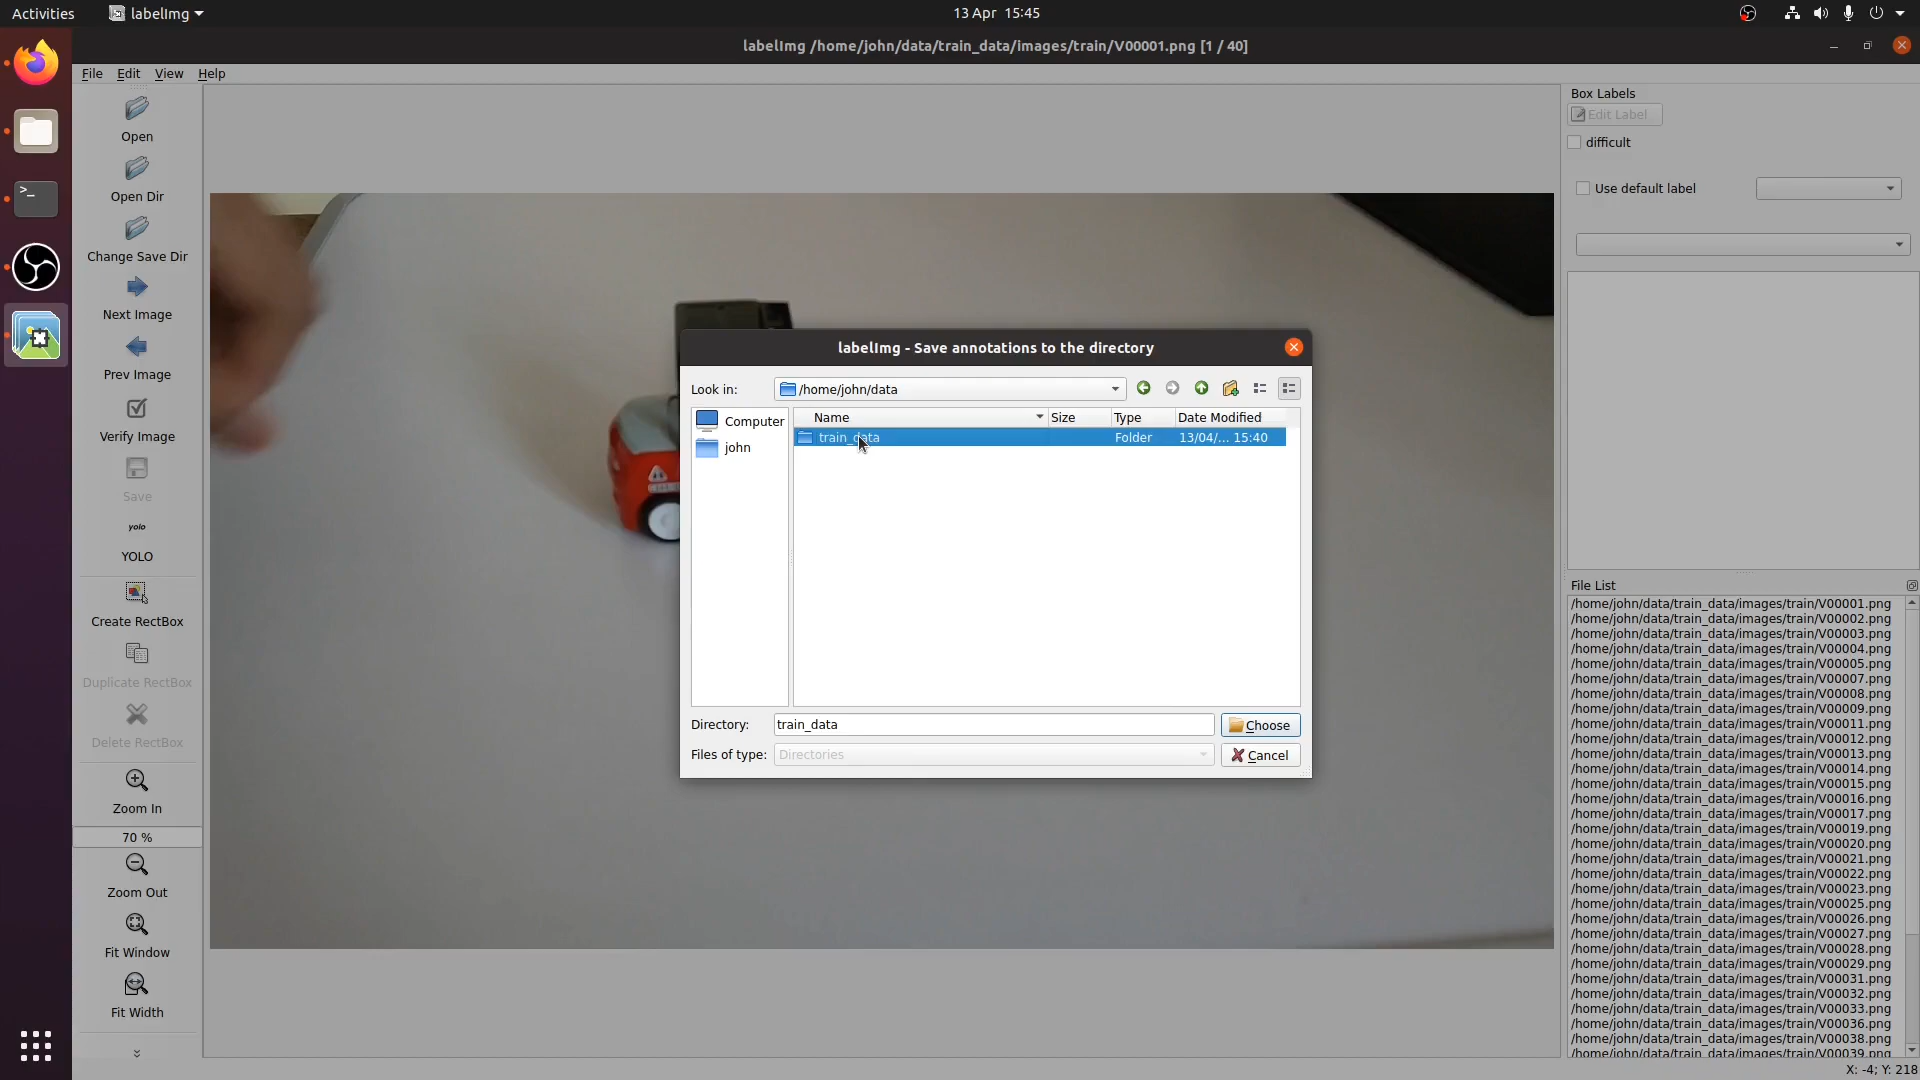 Activities
labelImg
13 Apr 15:45
labelImg /home/john/data/train_data/images/train/V00001.png [1 / 40]
File Edit View Help
Open
Open Dir
Change Save Dir
Next Image
Prev Image
Verify Image
Save
yolo
YOLO
Create RectBox
Duplicate RectBox
Delete RectBox
Zoom In
70 %
Zoom Out
Fit Window
Fit Width
labelImg - Save annotations to the directory
Look in: /home/john/data
Computer
john
Name Size Type Date Modified
train_data Folder 13/04/... 15:40
Directory: train_data Choose
Files of type: Directories Cancel
Box Labels
Edit Label
difficult
Use default label
File List
/home/john/data/train_data/images/train/V00001.png
/home/john/data/train_data/images/train/V00002.png
/home/john/data/train_data/images/train/V00003.png
/home/john/data/train_data/images/train/V00004.png
/home/john/data/train_data/images/train/V00005.png
/home/john/data/train_data/images/train/V00007.png
/home/john/data/train_data/images/train/V00008.png
/home/john/data/train_data/images/train/V00009.png
/home/john/data/train_data/images/train/V00011.png
/home/john/data/train_data/images/train/V00012.png
/home/john/data/train_data/images/train/V00013.png
/home/john/data/train_data/images/train/V00014.png
/home/john/data/train_data/images/train/V00015.png
/home/john/data/train_data/images/train/V00016.png
/home/john/data/train_data/images/train/V00017.png
/home/john/data/train_data/images/train/V00019.png
/home/john/data/train_data/images/train/V00020.png
/home/john/data/train_data/images/train/V00021.png
/home/john/data/train_data/images/train/V00022.png
/home/john/data/train_data/images/train/V00023.png
/home/john/data/train_data/images/train/V00025.png
/home/john/data/train_data/images/train/V00026.png
/home/john/data/train_data/images/train/V00027.png
/home/john/data/train_data/images/train/V00028.png
/home/john/data/train_data/images/train/V00029.png
/home/john/data/train_data/images/train/V00031.png
/home/john/data/train_data/images/train/V00032.png
/home/john/data/train_data/images/train/V00033.png
/home/john/data/train_data/images/train/V00036.png
/home/john/data/train_data/images/train/V00038.png
/home/john/data/train_data/images/train/V00039.png
X: -4; Y: 218